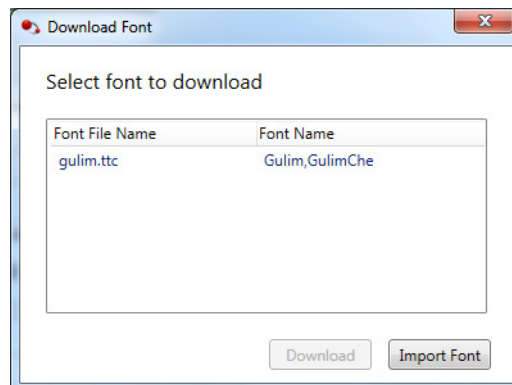 Download Font
Select font to download
Font File Name Font Name
gulim.ttc Gulim,GulimChe
Download Import Font